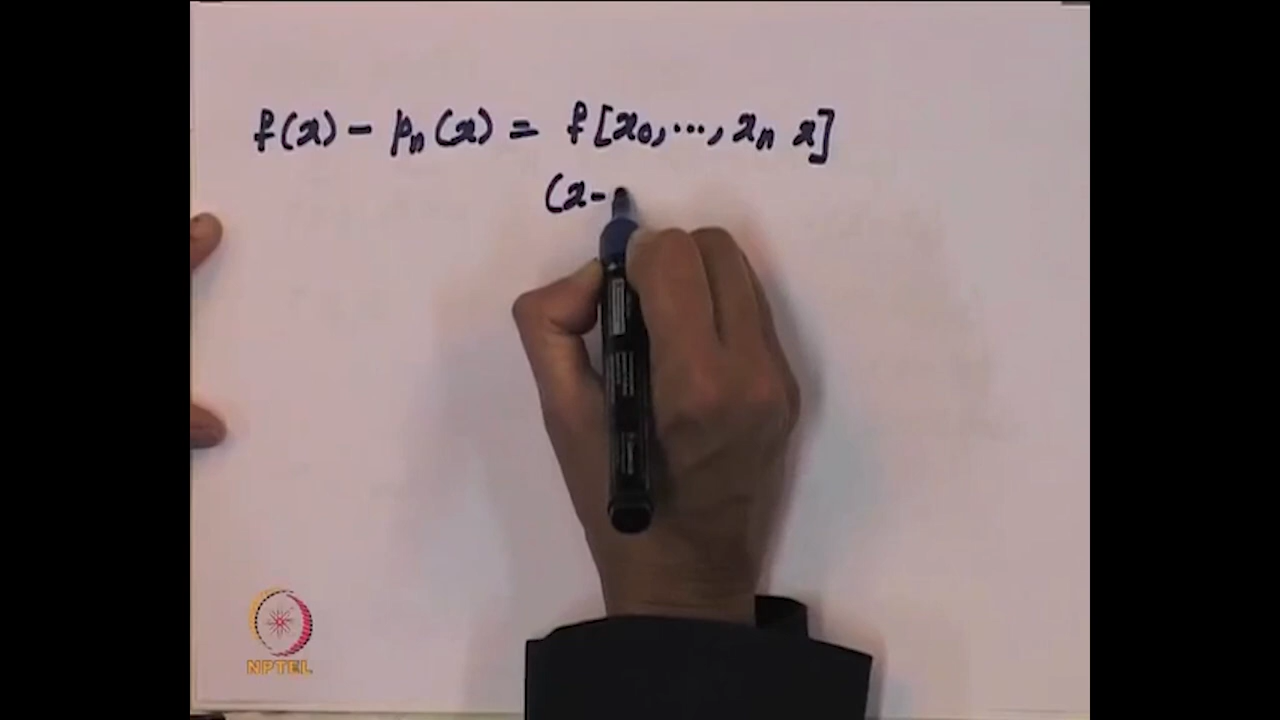 f(x) - pn(x) = f[x0, ..., xn x]
(x-
NPTEL